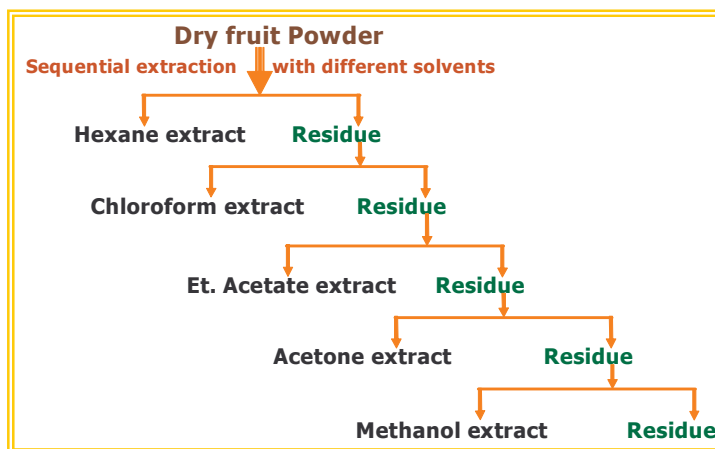 Dry fruit Powder
Sequential extraction with different solvents
Hexane extract Residue
Chloroform extract Residue
Et. Acetate extract Residue
Acetone extract Residue
Methanol extract Residue